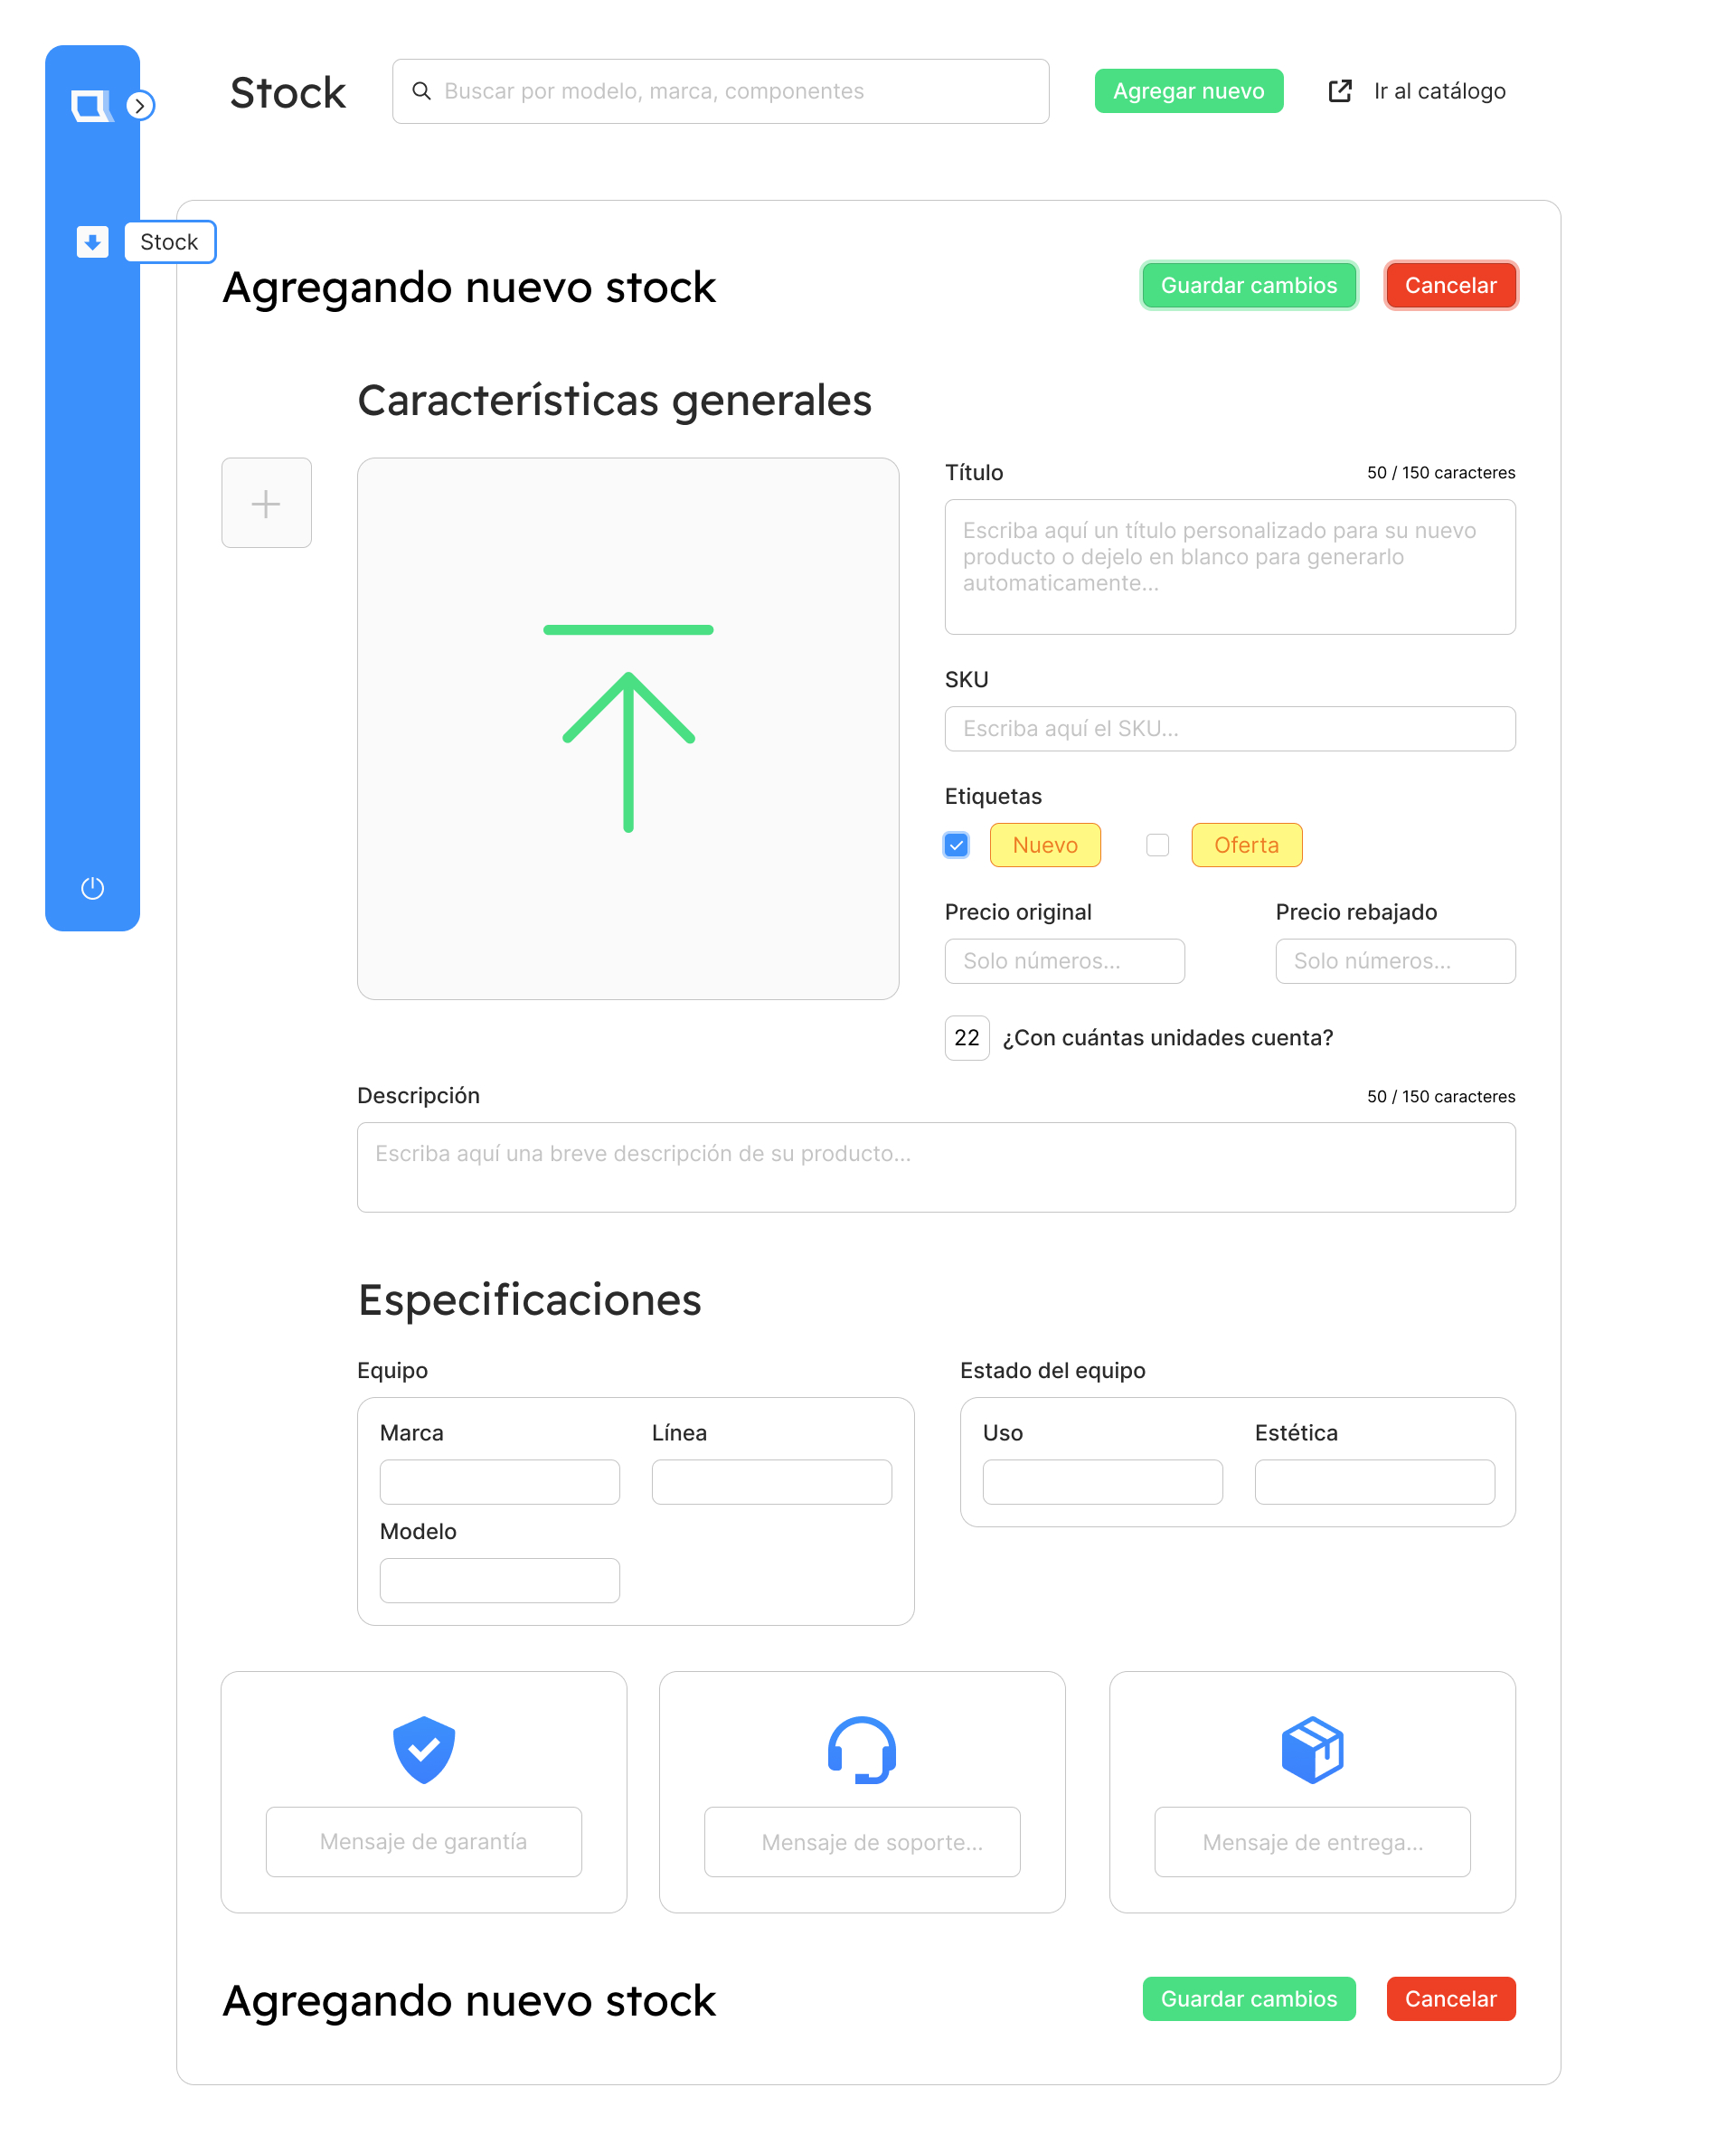 Stock
Buscar por modelo, marca, componentes
Agregar nuevo
Ir al catálogo
Stock
Agregando nuevo stock
Guardar cambios
Cancelar
Características generales
Título
50 / 150 caracteres
Escriba aquí un título personalizado para su nuevo
producto o dejelo en blanco para generarlo
automaticamente...
SKU
Escriba aquí el SKU...
Etiquetas
Nuevo
Oferta
Precio original
Precio rebajado
Solo números...
Solo números...
22
¿Con cuántas unidades cuenta?
Descripción
50 / 150 caracteres
Escriba aquí una breve descripción de su producto...
Especificaciones
Equipo
Marca
Línea
Modelo
Estado del equipo
Uso
Estética
Mensaje de garantía
Mensaje de soporte...
Mensaje de entrega...
Agregando nuevo stock
Guardar cambios
Cancelar